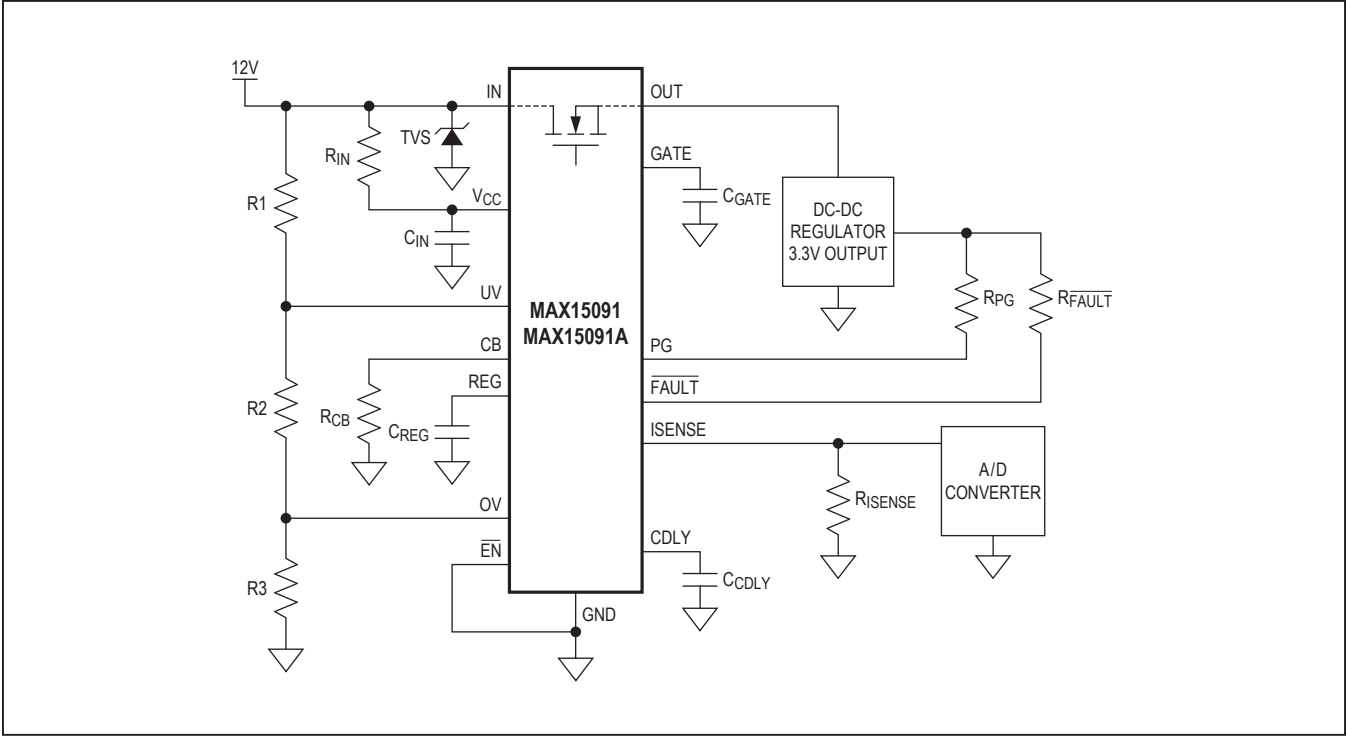 12V
IN
OUT
TVS
RIN
GATE
R1
VCC
CGATE
DC-DC
REGULATOR
3.3V OUTPUT
CIN
UV
MAX15091
MAX15091A
RPG
RFAULT
CB
PG
REG
FAULT
R2
RCB
CREG
ISENSE
A/D
CONVERTER
RISENSE
OV
EN
CDLY
R3
CCDLY
GND